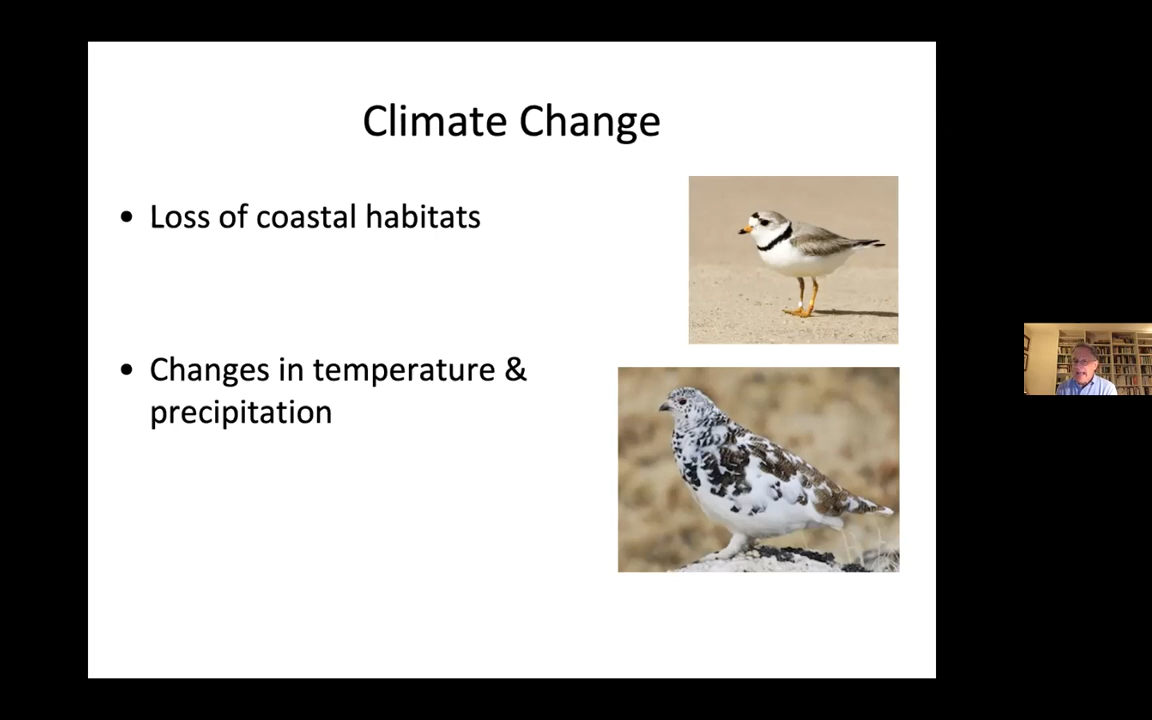 Climate Change
• Loss of coastal habitats
• Changes in temperature &
precipitation